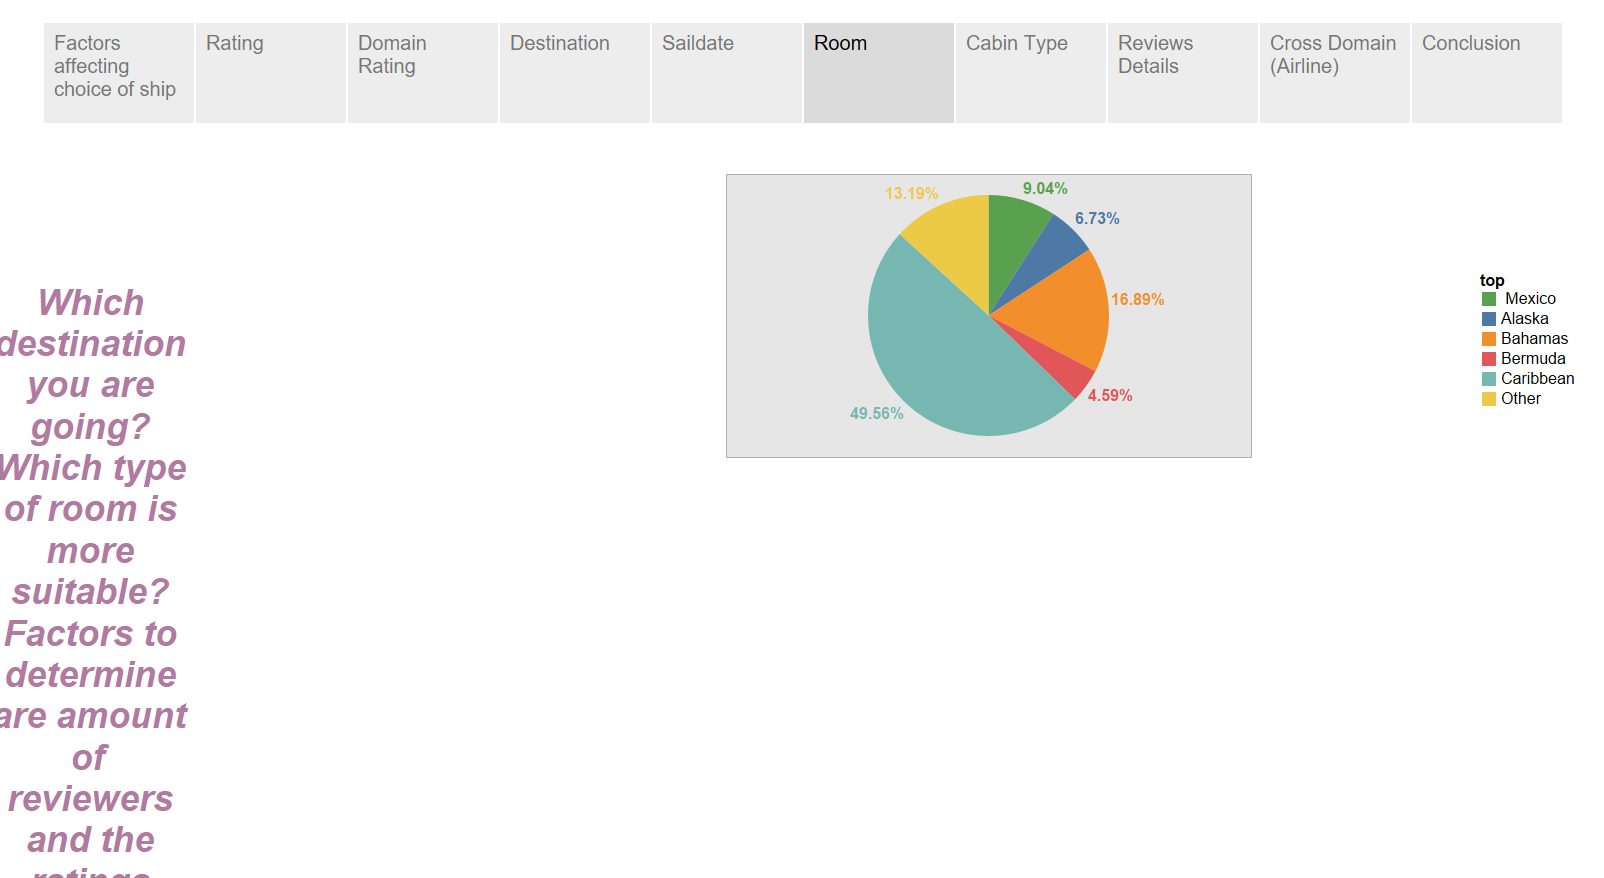 Factors
affecting
choice of ship
Rating
Domain
Rating
Destination
Saildate
Room
Cabin Type
Reviews
Details
Cross Domain
(Airline)
Conclusion
Which
destination
you are
going?
Which type
of room is
more
suitable?
Factors to
determine
are amount
of
reviewers
and the
ratings
13.19%
9.04%
6.73%
16.89%
4.59%
49.56%
top
Mexico
Alaska
Bahamas
Bermuda
Caribbean
Other